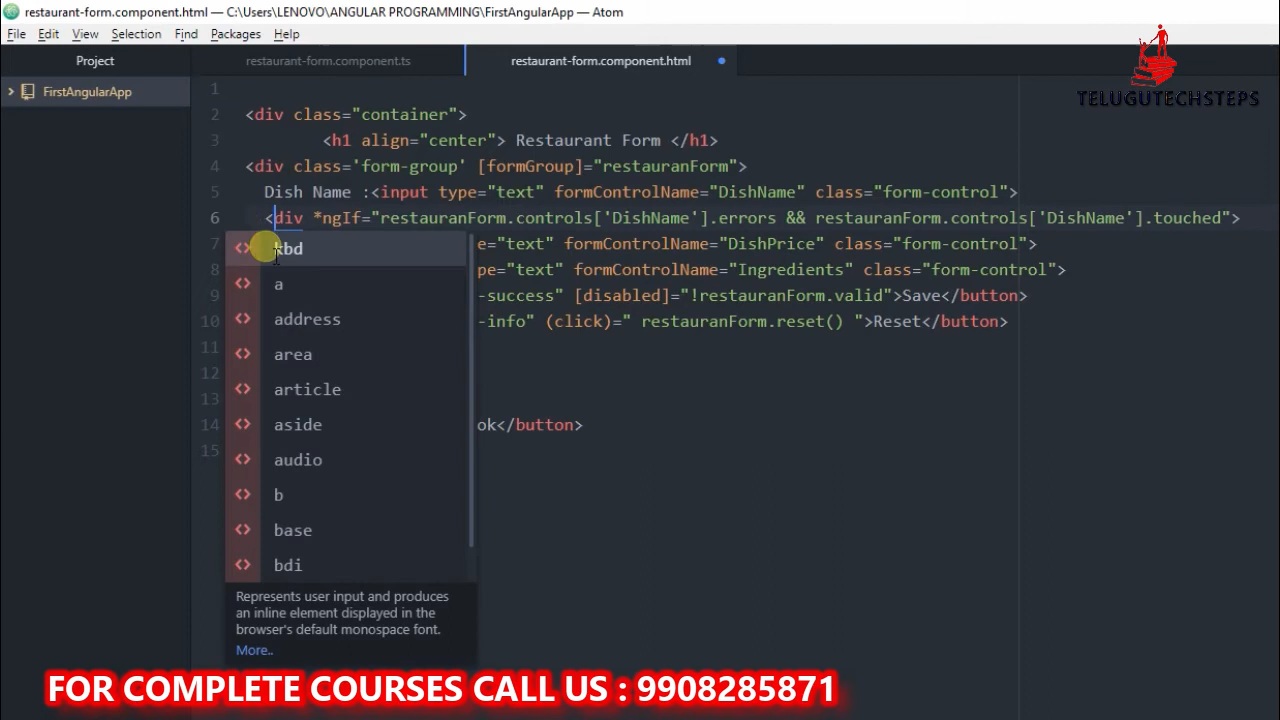 restaurant-form.component.html — C:\Users\LENOVO\ANGULAR PROGRAMMING\FirstAngularApp — Atom
File Edit View Selection Find Packages Help
Project
restaurant-form.component.ts
restaurant-form.component.html
TELUGUTECHSTEPS
FirstAngularApp
1
2 <div class="container">
3 <h1 align="center"> Restaurant Form </h1>
4 <div class='form-group' [formGroup]="restauranForm">
5 Dish Name :<input type="text" formControlName="DishName" class="form-control">
6 <div *ngIf="restauranForm.controls['DishName'].errors && restauranForm.controls['DishName'].touched">
7 e="text" formControlName="DishPrice" class="form-control">
8 pe="text" formControlName="Ingredients" class="form-control">
9 -success" [disabled]="!restauranForm.valid">Save</button>
10 -info" (click)=" restauranForm.reset() ">Reset</button>
11
12
13
14 ok</button>
15
<> kbd
<> a
<> address
<> area
<> article
<> aside
<> audio
<> b
<> base
<> bdi
Represents user input and produces
an inline element displayed in the
browser's default monospace font.
More..
FOR COMPLETE COURSES CALL US : 9908285871